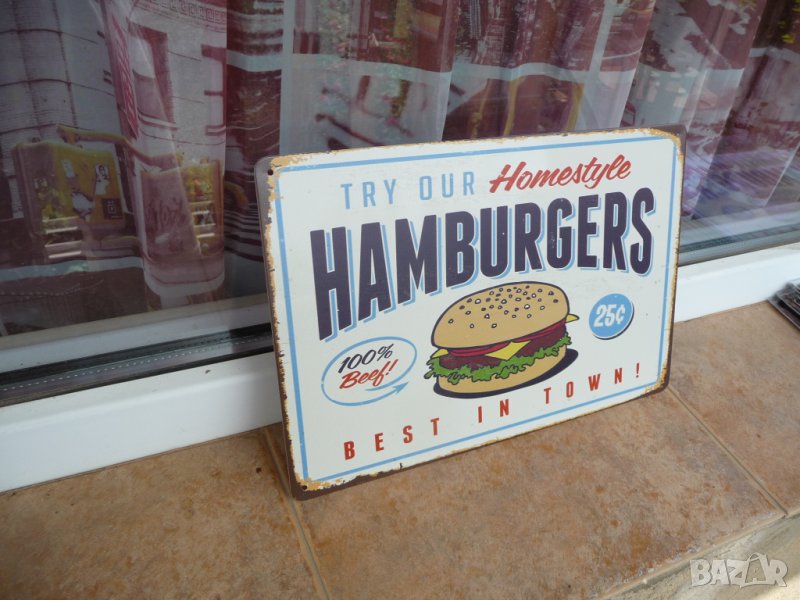 TRY OUR Homestyle
HAMBURGERS
25¢
100%
Beef!
BEST IN TOWN!
BAZAR